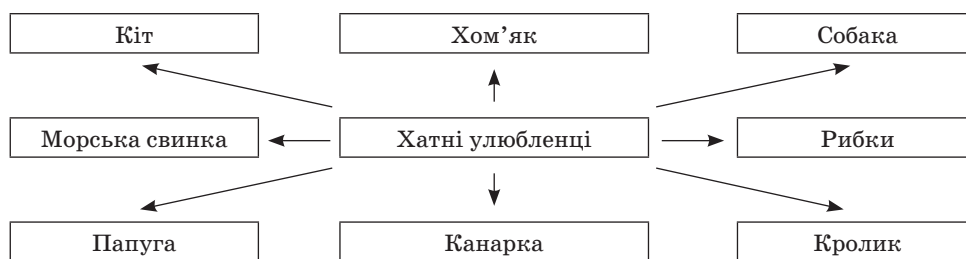 Кіт
Хом’як
Собака
Морська свинка
Хатні улюбленці
Рибки
Папуга
Канарка
Кролик